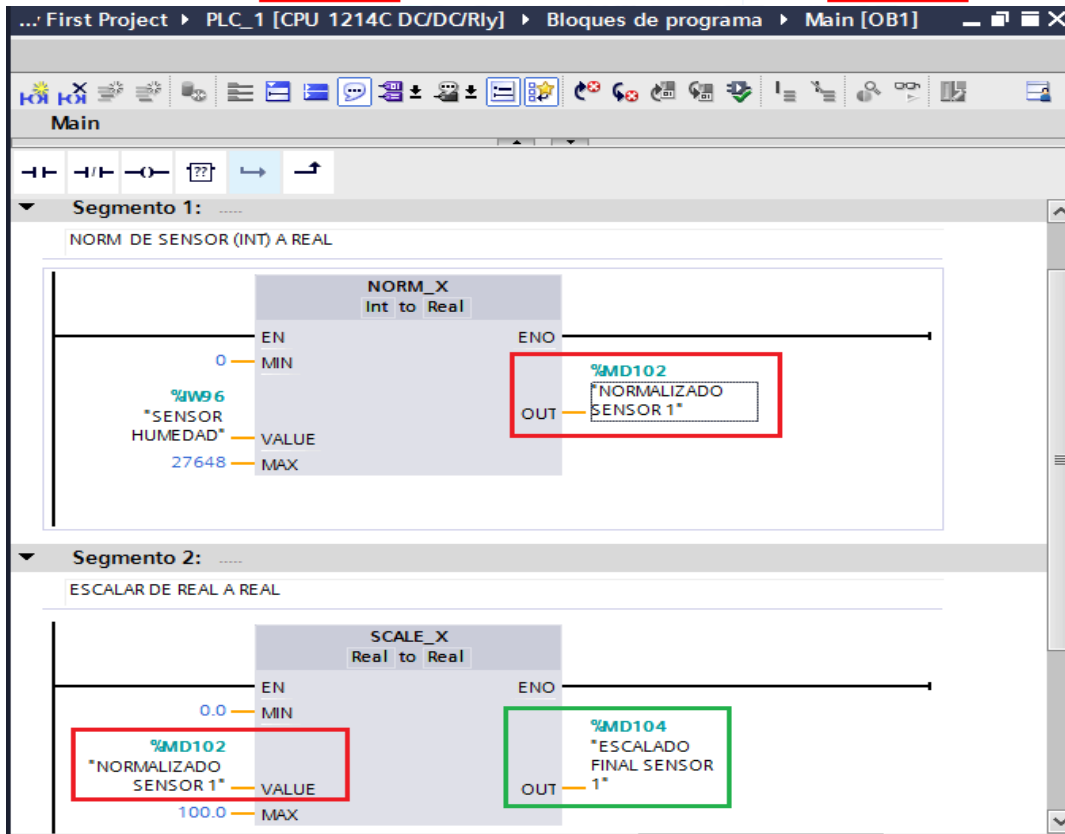 ...r First Project ▸ PLC_1 [CPU 1214C DC/DC/Rly] ▸ Bloques de programa ▸ Main [OB1]
Main
??
Segmento 1: .....
NORM DE SENSOR (INT) A REAL
NORM_X
Int to Real
EN ENO
0 MIN
%MD102
"NORMALIZADO
SENSOR 1"
OUT
%IW96
"SENSOR
HUMEDAD" VALUE
27648 MAX
Segmento 2: .....
ESCALAR DE REAL A REAL
SCALE_X
Real to Real
EN ENO
0.0 MIN
%MD102
"NORMALIZADO
SENSOR 1" VALUE
%MD104
"ESCALADO
FINAL SENSOR
1"
OUT
100.0 MAX